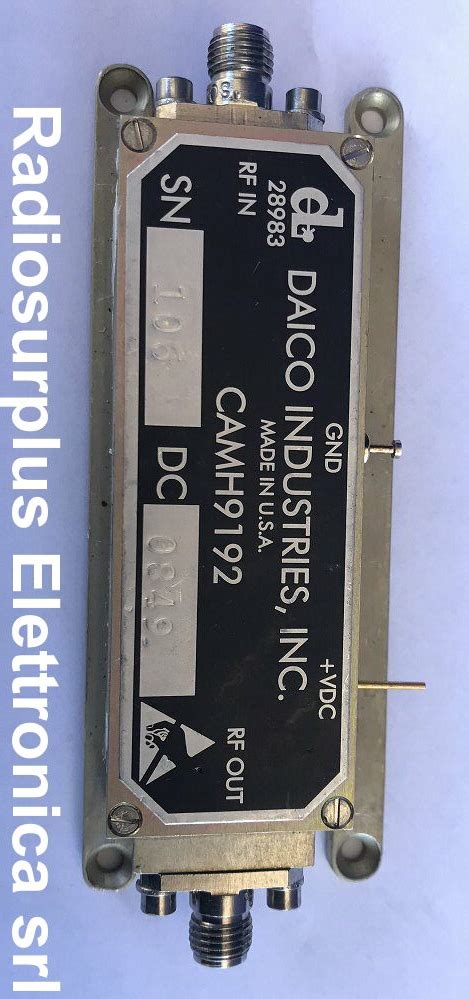 GND
+VDC
DAICO INDUSTRIES, INC.
28983
MADE IN U.S.A.
RF IN
CAMH9192
RF OUT
SN 106 DC 0849
Radiosurplus Elettronica srl